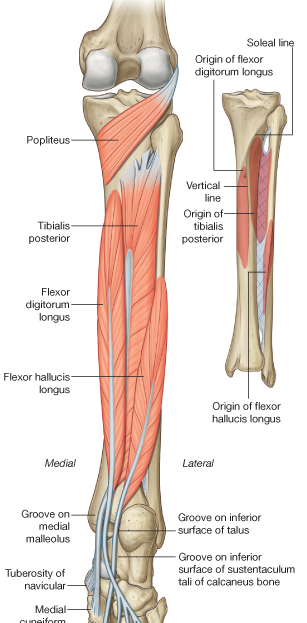 Soleal line
Origin of flexor
digitorum longus
Popliteus
Vertical
line
Origin of
tibialis
posterior
Tibialis
posterior
Flexor
digitorum
longus
Flexor hallucis
longus
Origin of flexor
hallucis longus
Medial
Lateral
Groove on
medial
malleolus
Groove on inferior
surface of talus
Groove on inferior
surface of sustentaculum
tali of calcaneus bone
Tuberosity of
navicular
Medial
cuneiform